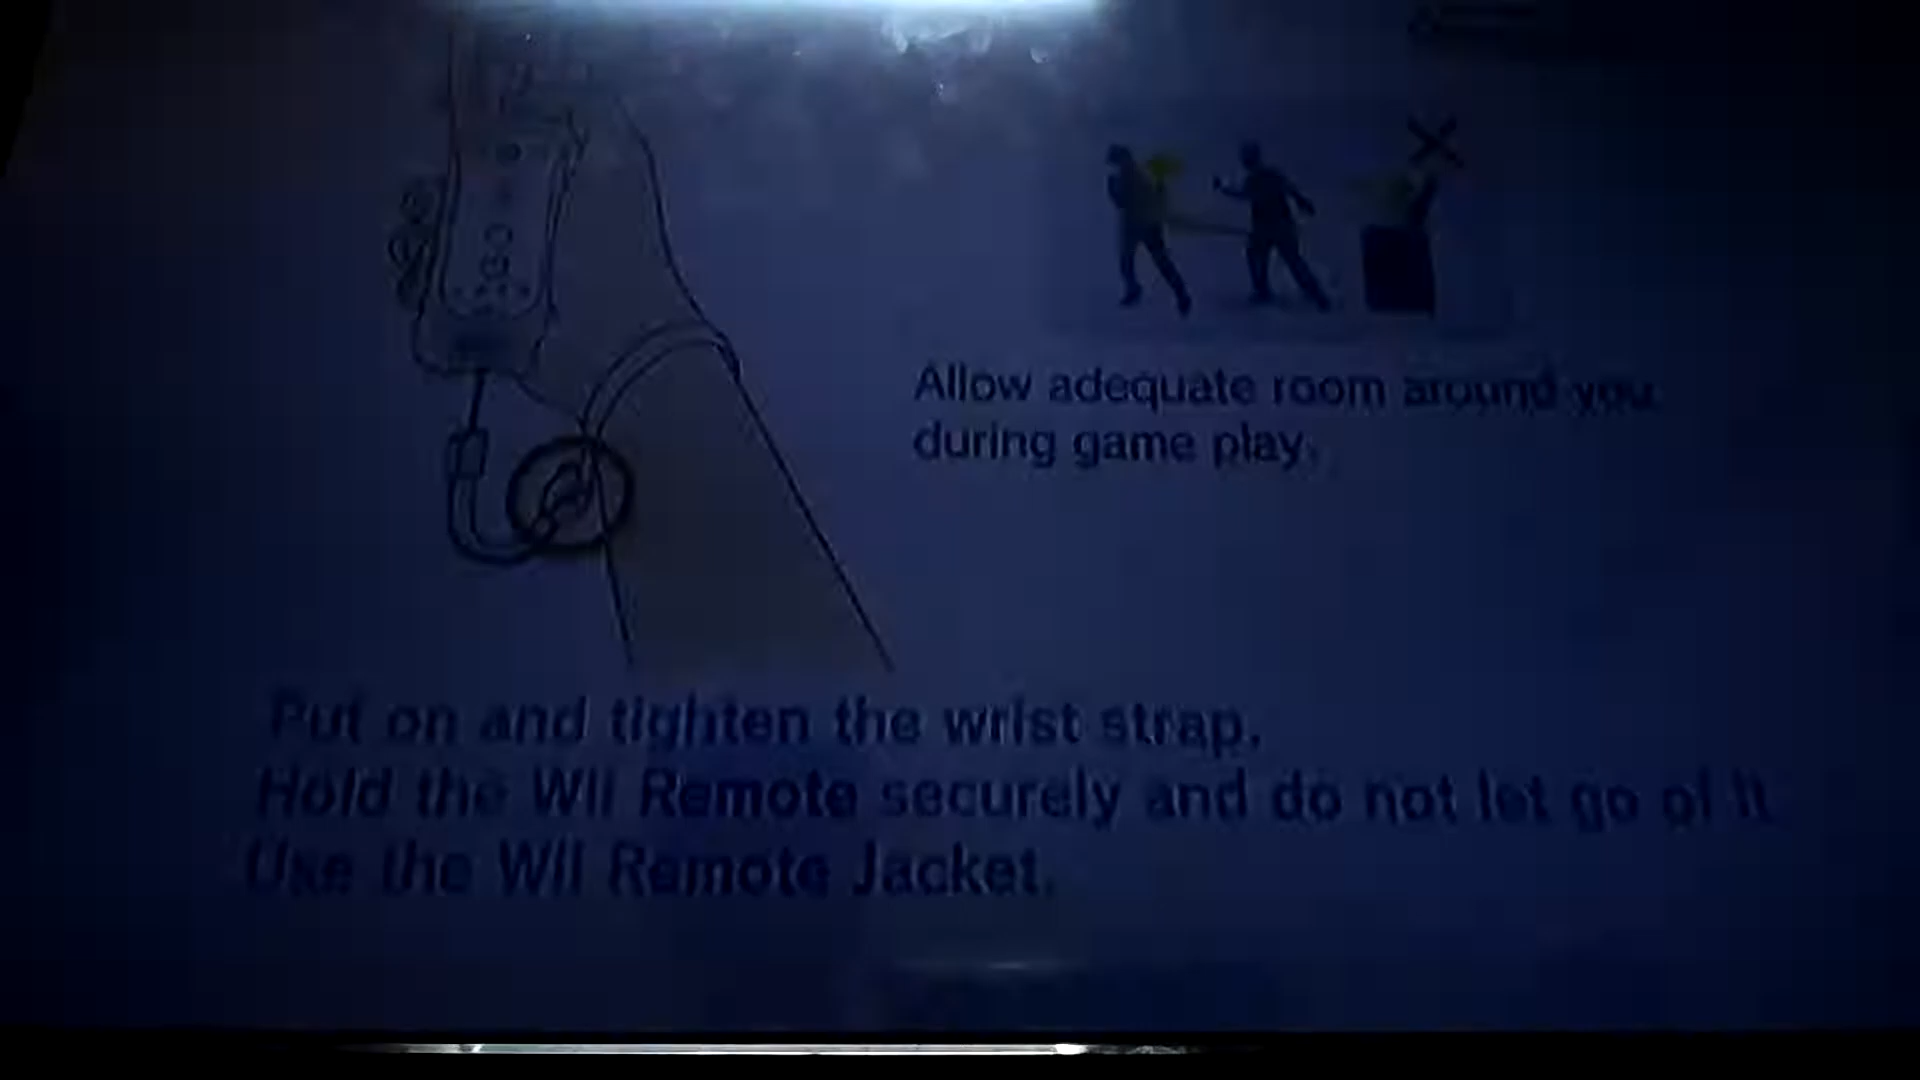 Allow adequate room around you
during game play.
Put on and tighten the wrist strap.
Hold the Wii Remote securely and do not let go of it
Use the Wii Remote Jacket.